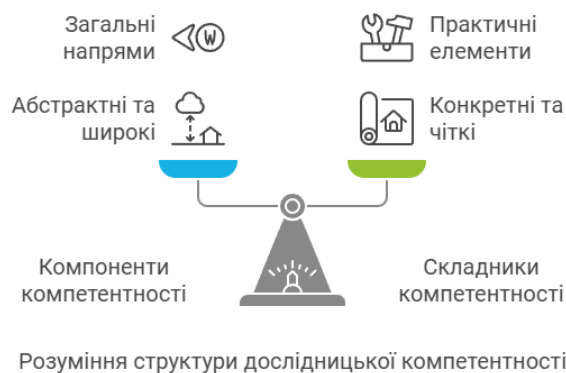 Загальні
напрями
W
Практичні
елементи
Абстрактні та
широкі
Конкретні та
чіткі
Компоненти
компетентності
Складники
компетентності
Розуміння структури дослідницької компетентності